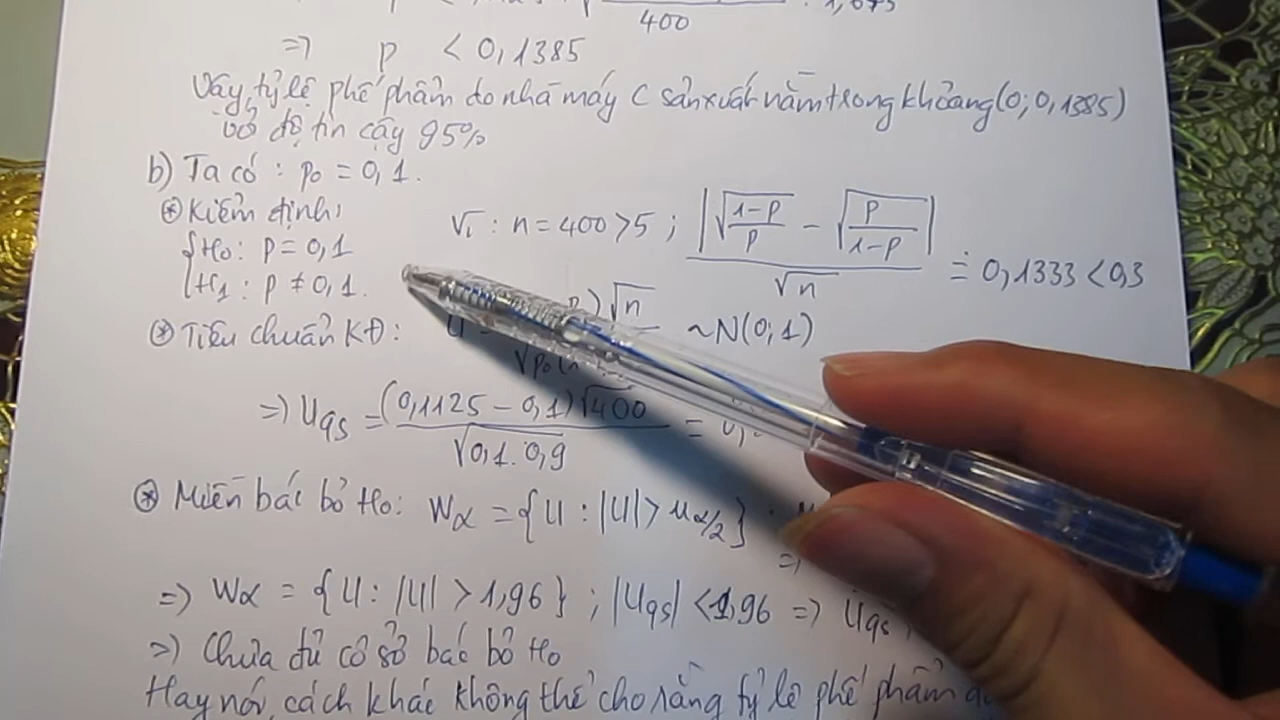 400
=> p < 0,1385
Vậy, tỷ lệ phế phẩm do nhà máy C sản xuất nằm trong khoảng (0; 0,1385)
với độ tin cậy 95%
b) Ta có : p₀ = 0,1.
⊛ Kiểm định:
{H₀: p = 0,1
H₁: p ≠ 0,1.
Vì : n = 400 > 5 ; |√((1-p)/p) - √(p/(1-p))| / √n ≐ 0,1333 < 0,3
⊛ Tiêu chuẩn KĐ: U √n ~ N(0;1)
=> Uqs = (0,1125 - 0,1)√400 / √(0,1.0,9) =
⊛ Miền bác bỏ H₀: Wα = {U : |U| > uα/2} ;
=> Wα = {U : |U| > 1,96} ; |Uqs| < 1,96 => Uqs
=> Chưa đủ cơ sở bác bỏ H₀
Hay nói, cách khác không thể cho rằng tỷ lệ phế phẩm